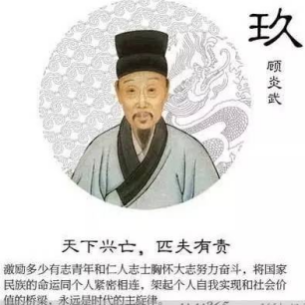 玖
顾炎武
天下兴亡，匹夫有责
激励多少有志青年和仁人志士胸怀大志努力奋斗，将国家
民族的命运同个人紧密相连，架起个人自我实现和社会价
值的桥梁，永远是时代的主旋律。